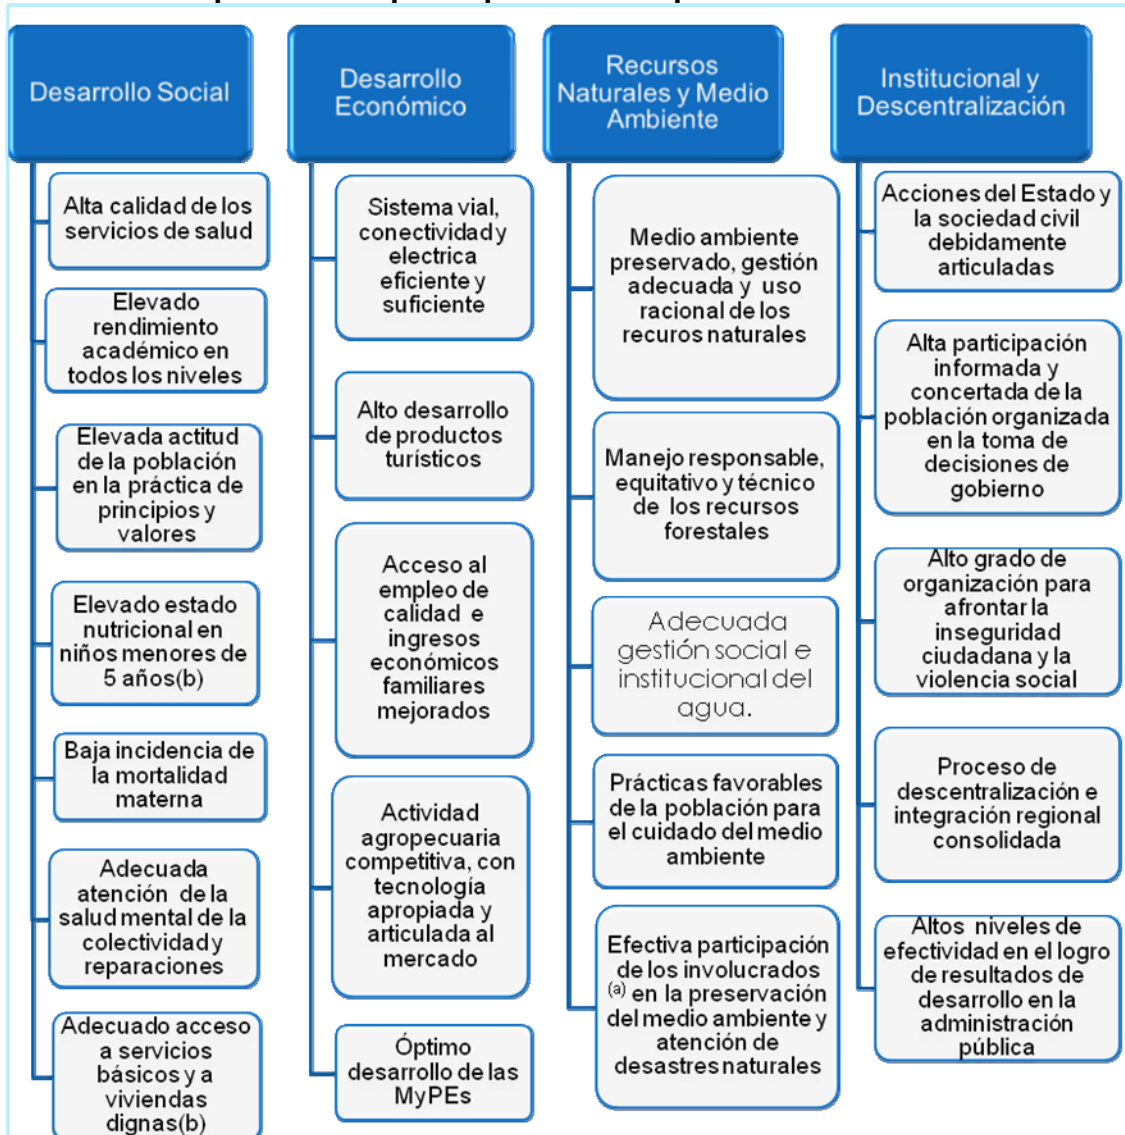 Desarrollo Social
Alta calidad de los
servicios de salud
Elevado
rendimiento
académico en
todos los niveles
Elevada actitud
de la población
en la práctica de
principios y
valores
Elevado estado
nutricional en
niños menores de
5 años(b)
Baja incidencia de
la mortalidad
materna
Adecuada
atención de la
salud mental de la
colectividad y
reparaciones
Adecuado acceso
a servicios
básicos y a
viviendas
dignas(b)
Desarrollo
Económico
Sistema vial,
conectividad y
electrica
eficiente y
suficiente
Alto desarrollo
de productos
turísticos
Acceso al
empleo de
calidad e
ingresos
económicos
familiares
mejorados
Actividad
agropecuaria
competitiva, con
tecnología
apropiada y
articulada al
mercado
Óptimo
desarrollo de las
MyPEs
Recursos
Naturales y Medio
Ambiente
Medio ambiente
preservado, gestión
adecuada y uso
racional de los
recuros naturales
Manejo responsable,
equitativo y técnico
de los recursos
forestales
Adecuada
gestión social e
institucional del
agua.
Prácticas favorables
de la población para
el cuidado del medio
ambiente
Efectiva participación
de los involucrados
(a) en la preservación
del medio ambiente y
atención de
desastres naturales
Institucional y
Descentralización
Acciones del Estado y
la sociedad civil
debidamente
articuladas
Alta participación
informada y
concertada de la
población organizada
en la toma de
decisiones de
gobierno
Alto grado de
organización para
afrontar la
inseguridad
ciudadana y la
violencia social
Proceso de
descentralización e
integración regional
consolidada
Altos niveles de
efectividad en el logro
de resultados de
desarrollo en la
administración
pública